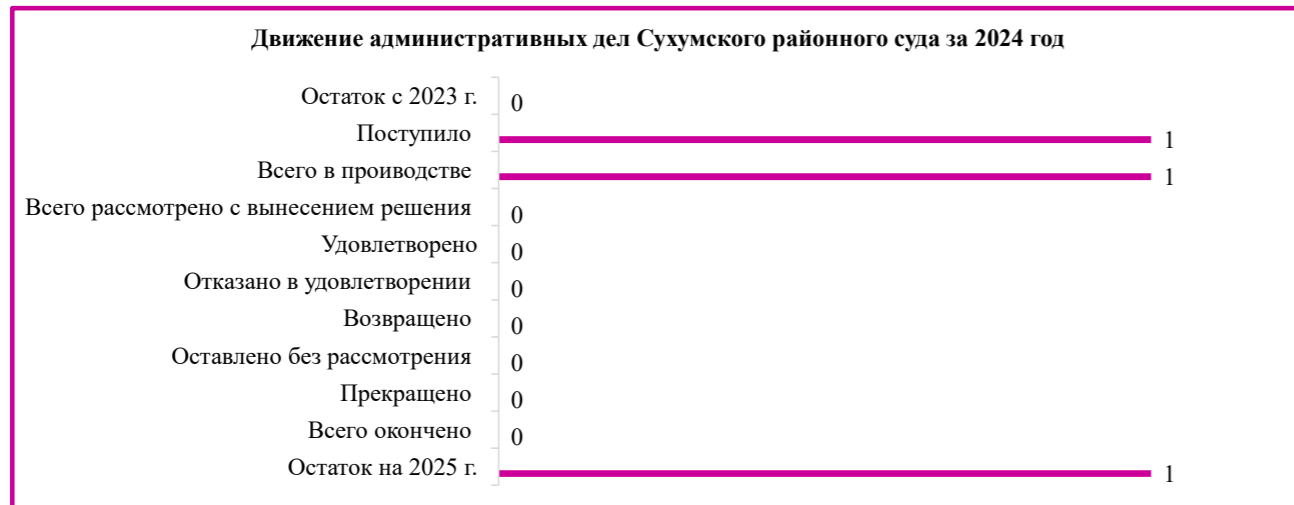 Движение административных дел Сухумского районного суда за 2024 год
Остаток с 2023 г. 0
Поступило 1
Всего в проиводстве 1
Всего рассмотрено с вынесением решения 0
Удовлетворено 0
Отказано в удовлетворении 0
Возвращено 0
Оставлено без рассмотрения 0
Прекращено 0
Всего окончено 0
Остаток на 2025 г. 1